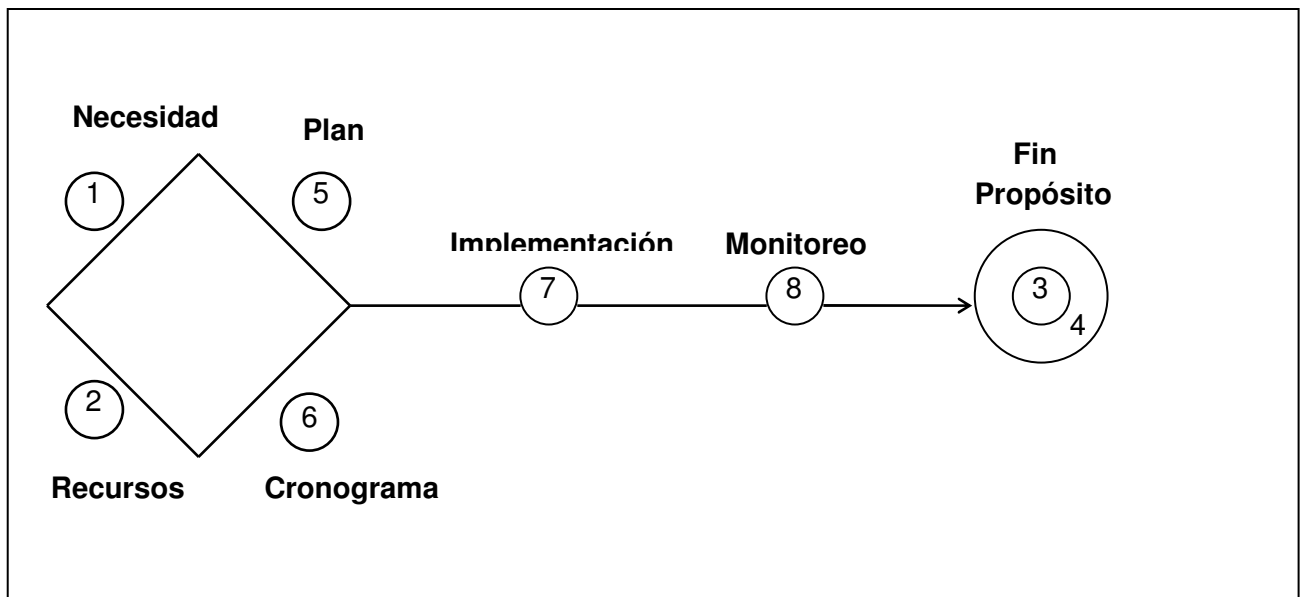 Necesidad
Plan
1
5
Fin
Propósito
Implementación
Monitoreo
7
8
3
4
2
6
Recursos
Cronograma